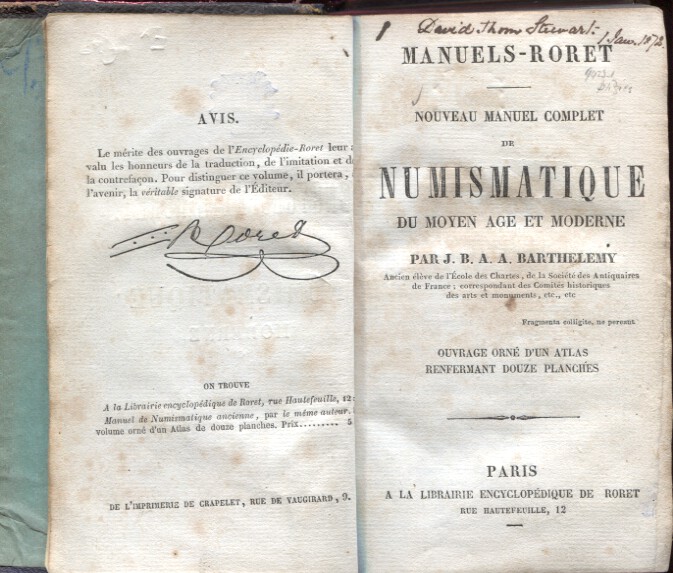 AVIS.
Le mérite des ouvrages de l'Encyclopédie-Roret leur a
valu les honneurs de la traduction, de l'imitation et de
la contrefaçon. Pour distinguer ce volume, il portera,
l'avenir, la véritable signature de l'Éditeur.
Roret
ON TROUVE
A la Librairie encyclopédique de Roret, rue Hautefeuille, 12:
Manuel de Numismatique ancienne, par le même auteur.
volume orné d'un Atlas de douze planches. Prix......... 5
DE L'IMPRIMERIE DE CRAPELET, RUE DE VAUGIRARD, 9.
David Thom Stewart.
1 Jan. 1872.
MANUELS-RORET
NOUVEAU MANUEL COMPLET
DE
NUMISMATIQUE
DU MOYEN AGE ET MODERNE
PAR J. B. A. A. BARTHELEMY
Ancien élève de l'École des Chartes, de la Société des Antiquaires
de France; correspondant des Comités historiques
des arts et monuments, etc., etc
Fragmenta colligite, ne pereant
OUVRAGE ORNÉ D'UN ATLAS
RENFERMANT DOUZE PLANCHES
PARIS
A LA LIBRAIRIE ENCYCLOPÉDIQUE DE RORET
RUE HAUTEFEUILLE, 12